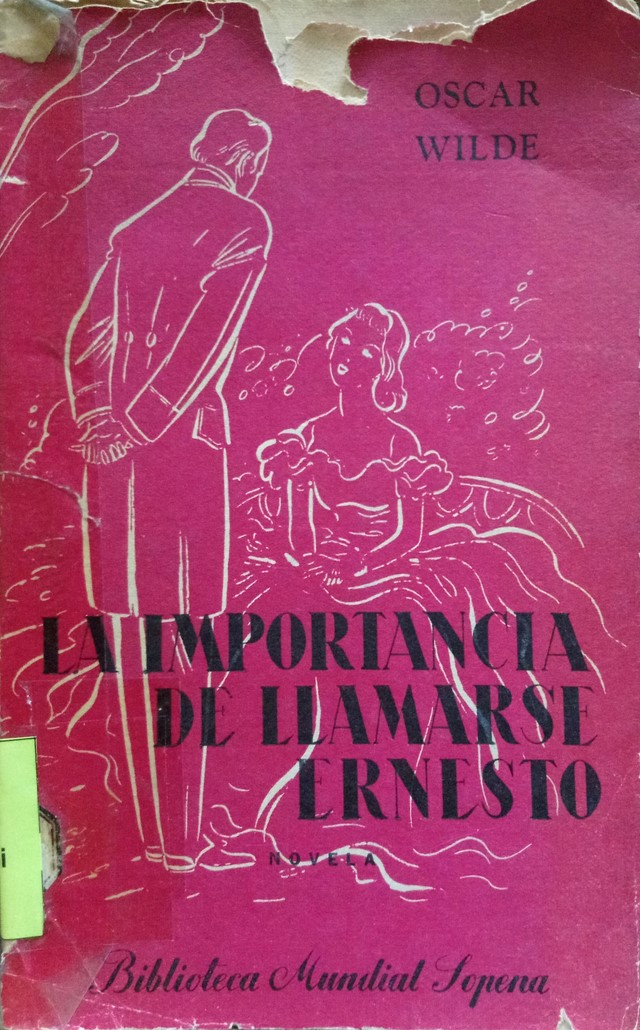 OSCAR
WILDE
LA IMPORTANCIA
DE LLAMARSE
ERNESTO
NOVELA
Biblioteca Mundial Sopena
i